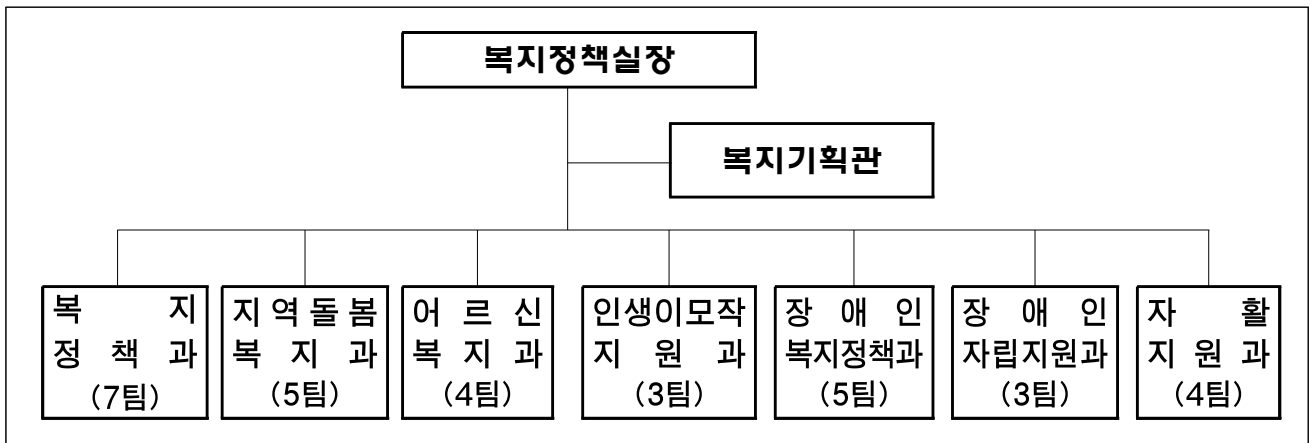 복지정책실장
복지기획관
복 지
정 책 과
(7팀)
지 역 돌 봄
복 지 과
(5팀)
어 르 신
복 지 과
(4팀)
인생이모작
지 원 과
(3팀)
장 애 인
복지정책과
(5팀)
장 애 인
자립지원과
(3팀)
자 활
지 원 과
(4팀)